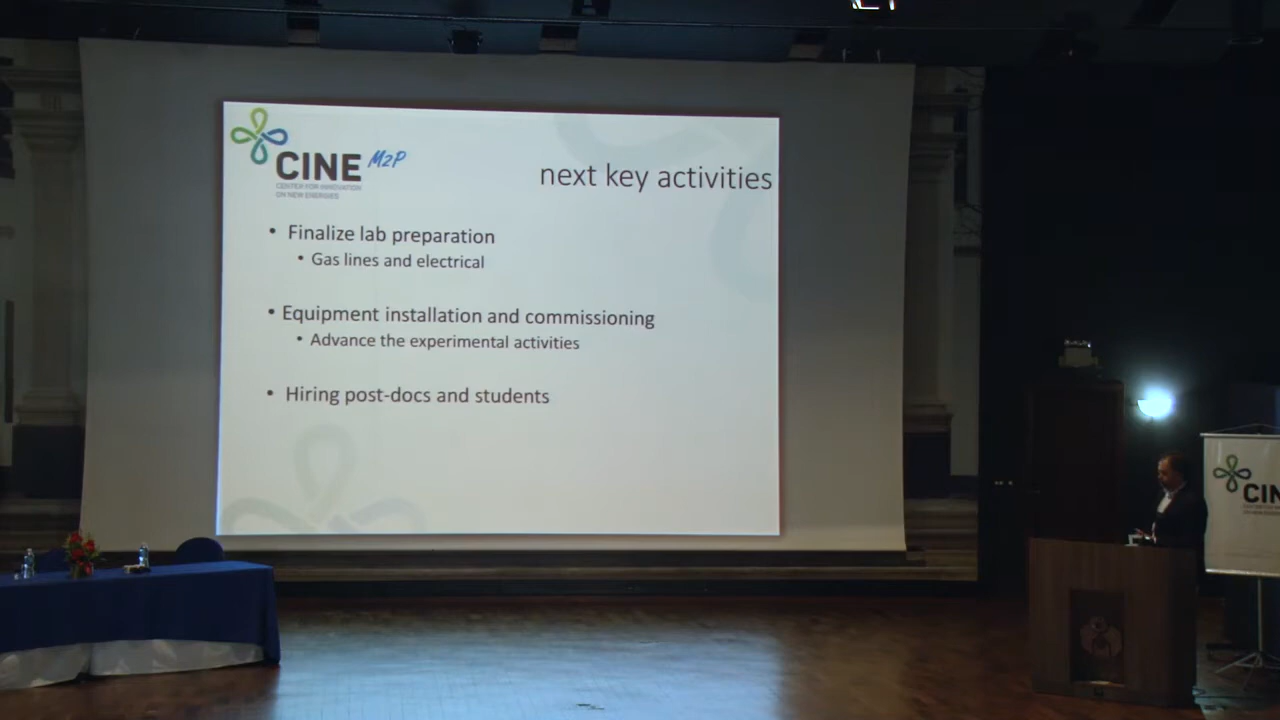 CINE M2P
CENTER FOR INNOVATION
ON NEW ENERGIES
next key activities
• Finalize lab preparation
• Gas lines and electrical
• Equipment installation and commissioning
• Advance the experimental activities
• Hiring post-docs and students
CIN